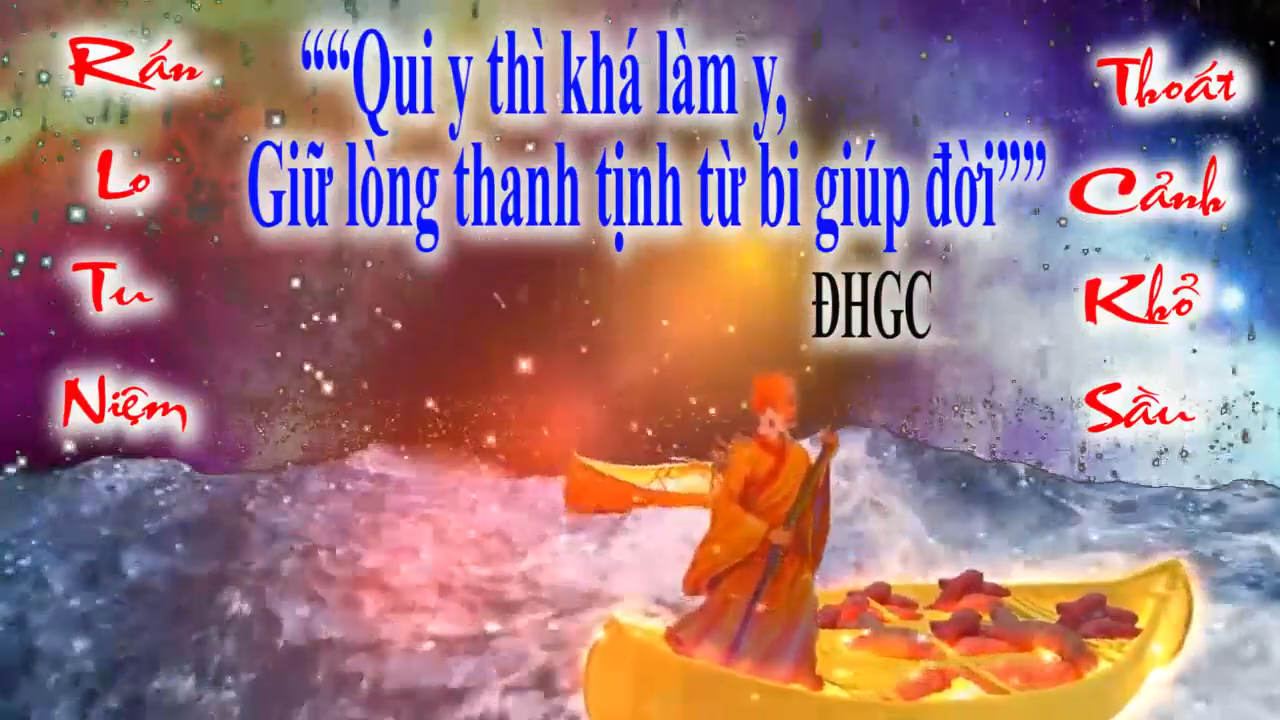 ““Qui y thì khá làm y,
Giữ lòng thanh tịnh từ bi giúp đời””
ĐHGC
Rấn
Lo
Tu
Niệm
Thoát
Cảnh
Khổ
Sầu